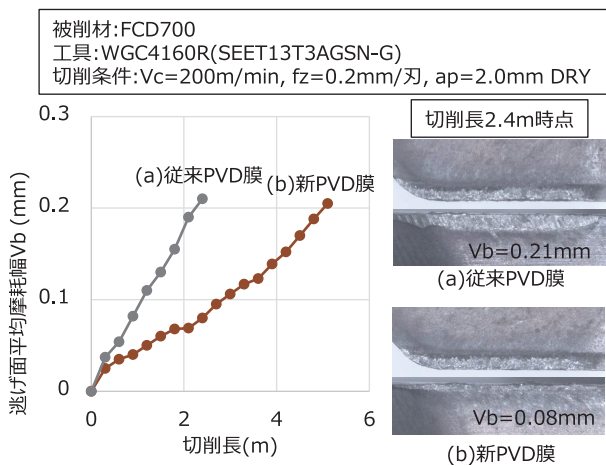 被削材:FCD700
工具:WGC4160R(SEET13T3AGSN-G)
切削条件:Vc=200m/min, fz=0.2mm/刃, ap=2.0mm DRY
逃げ面平均摩耗幅Vb (mm)
0.3
0.2
0.1
0
(a)従来PVD膜
(b)新PVD膜
0
2
4
6
切削長(m)
切削長2.4m時点
Vb=0.21mm
(a)従来PVD膜
Vb=0.08mm
(b)新PVD膜